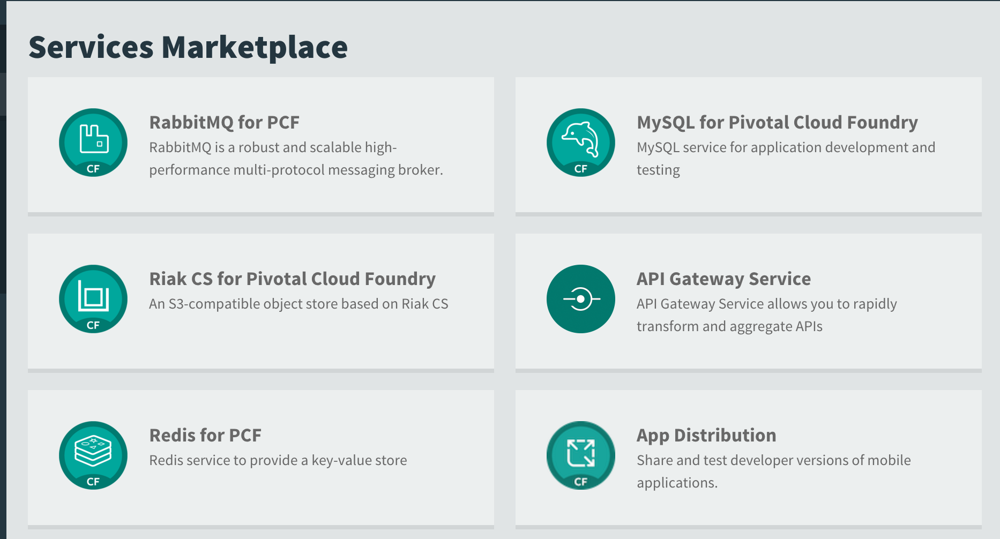 Services Marketplace
RabbitMQ for PCF
RabbitMQ is a robust and scalable high-
performance multi-protocol messaging broker.
CF
MySQL for Pivotal Cloud Foundry
MySQL service for application development and
testing
CF
Riak CS for Pivotal Cloud Foundry
An S3-compatible object store based on Riak CS
CF
API Gateway Service
API Gateway Service allows you to rapidly
transform and aggregate APIs
Redis for PCF
Redis service to provide a key-value store
CF
App Distribution
Share and test developer versions of mobile
applications.
CF